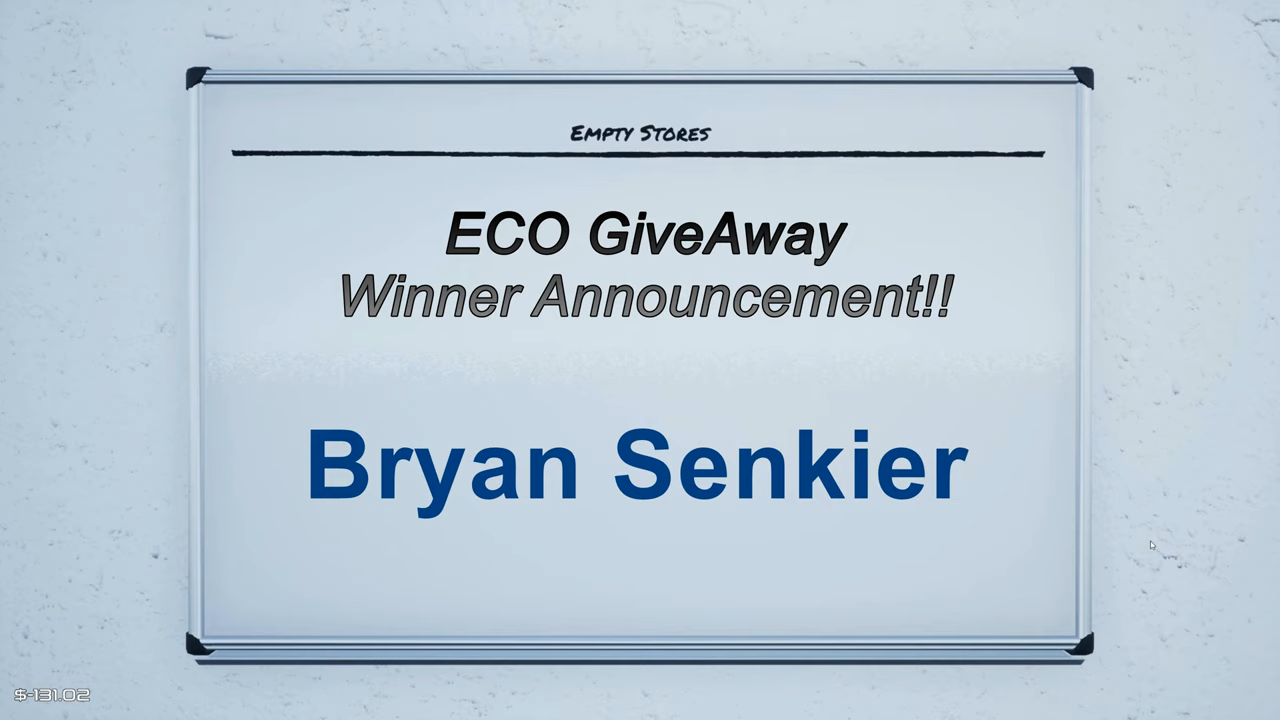 Empty Stores
ECO GiveAway
Winner Announcement!!
Bryan Senkier
$-131.02